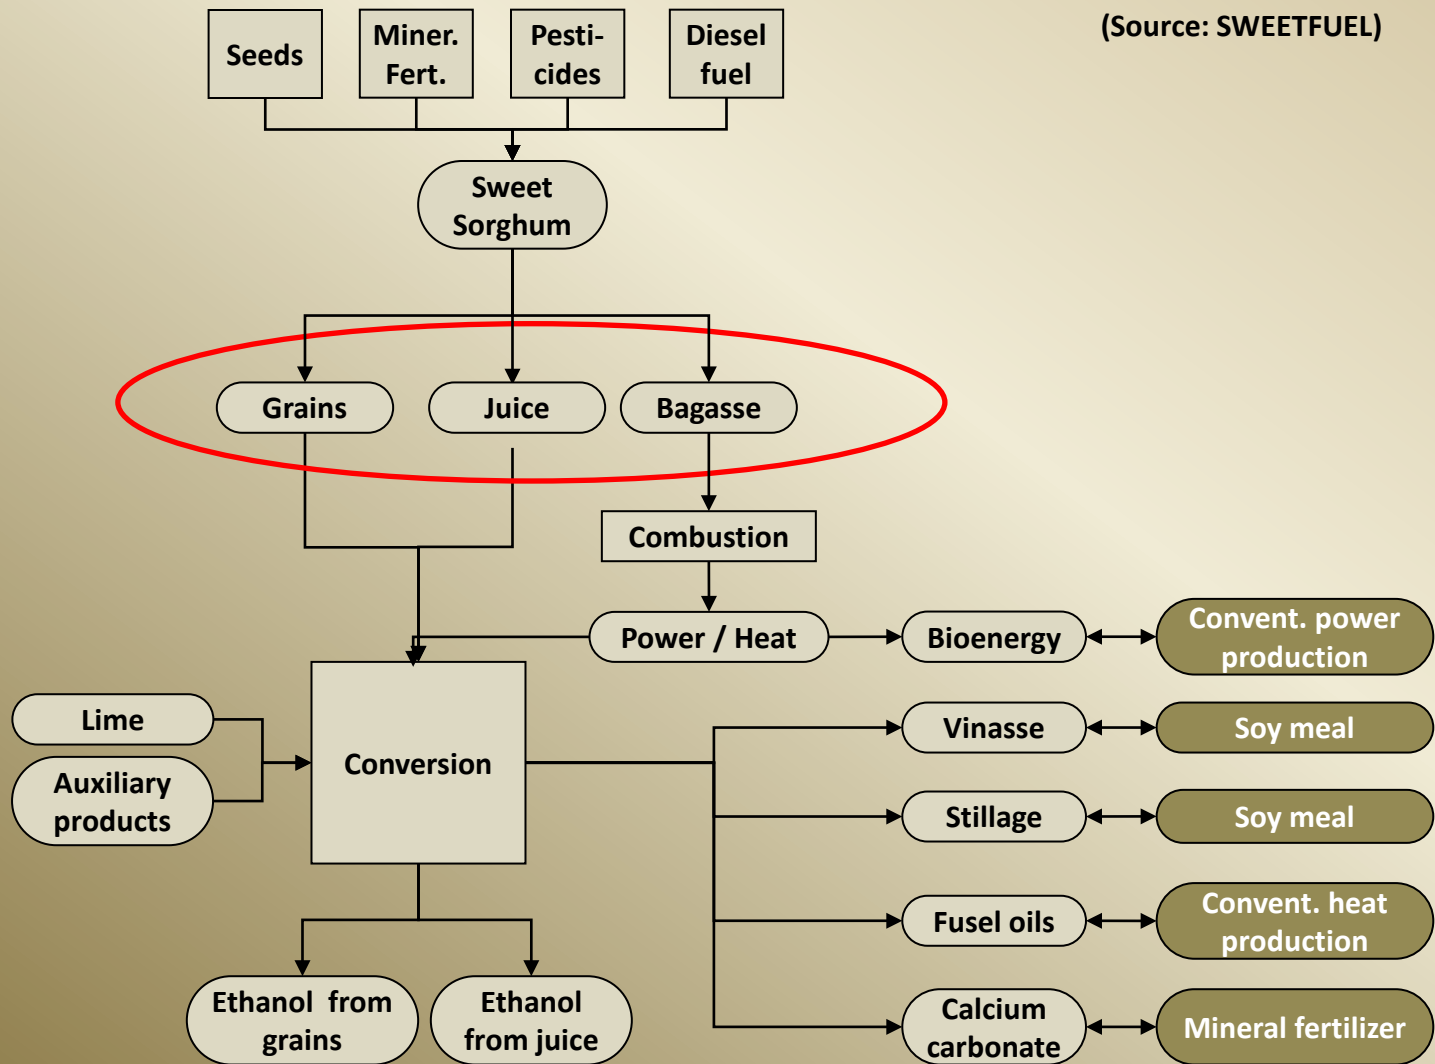 (Source: SWEETFUEL)
Seeds
Miner.
Fert.
Pesti-
cides
Diesel
fuel
Sweet
Sorghum
Grains
Juice
Bagasse
Combustion
Power / Heat
Bioenergy
Convent. power
production
Lime
Auxiliary
products
Conversion
Vinasse
Soy meal
Stillage
Soy meal
Fusel oils
Convent. heat
production
Ethanol from
grains
Ethanol
from juice
Calcium
carbonate
Mineral fertilizer